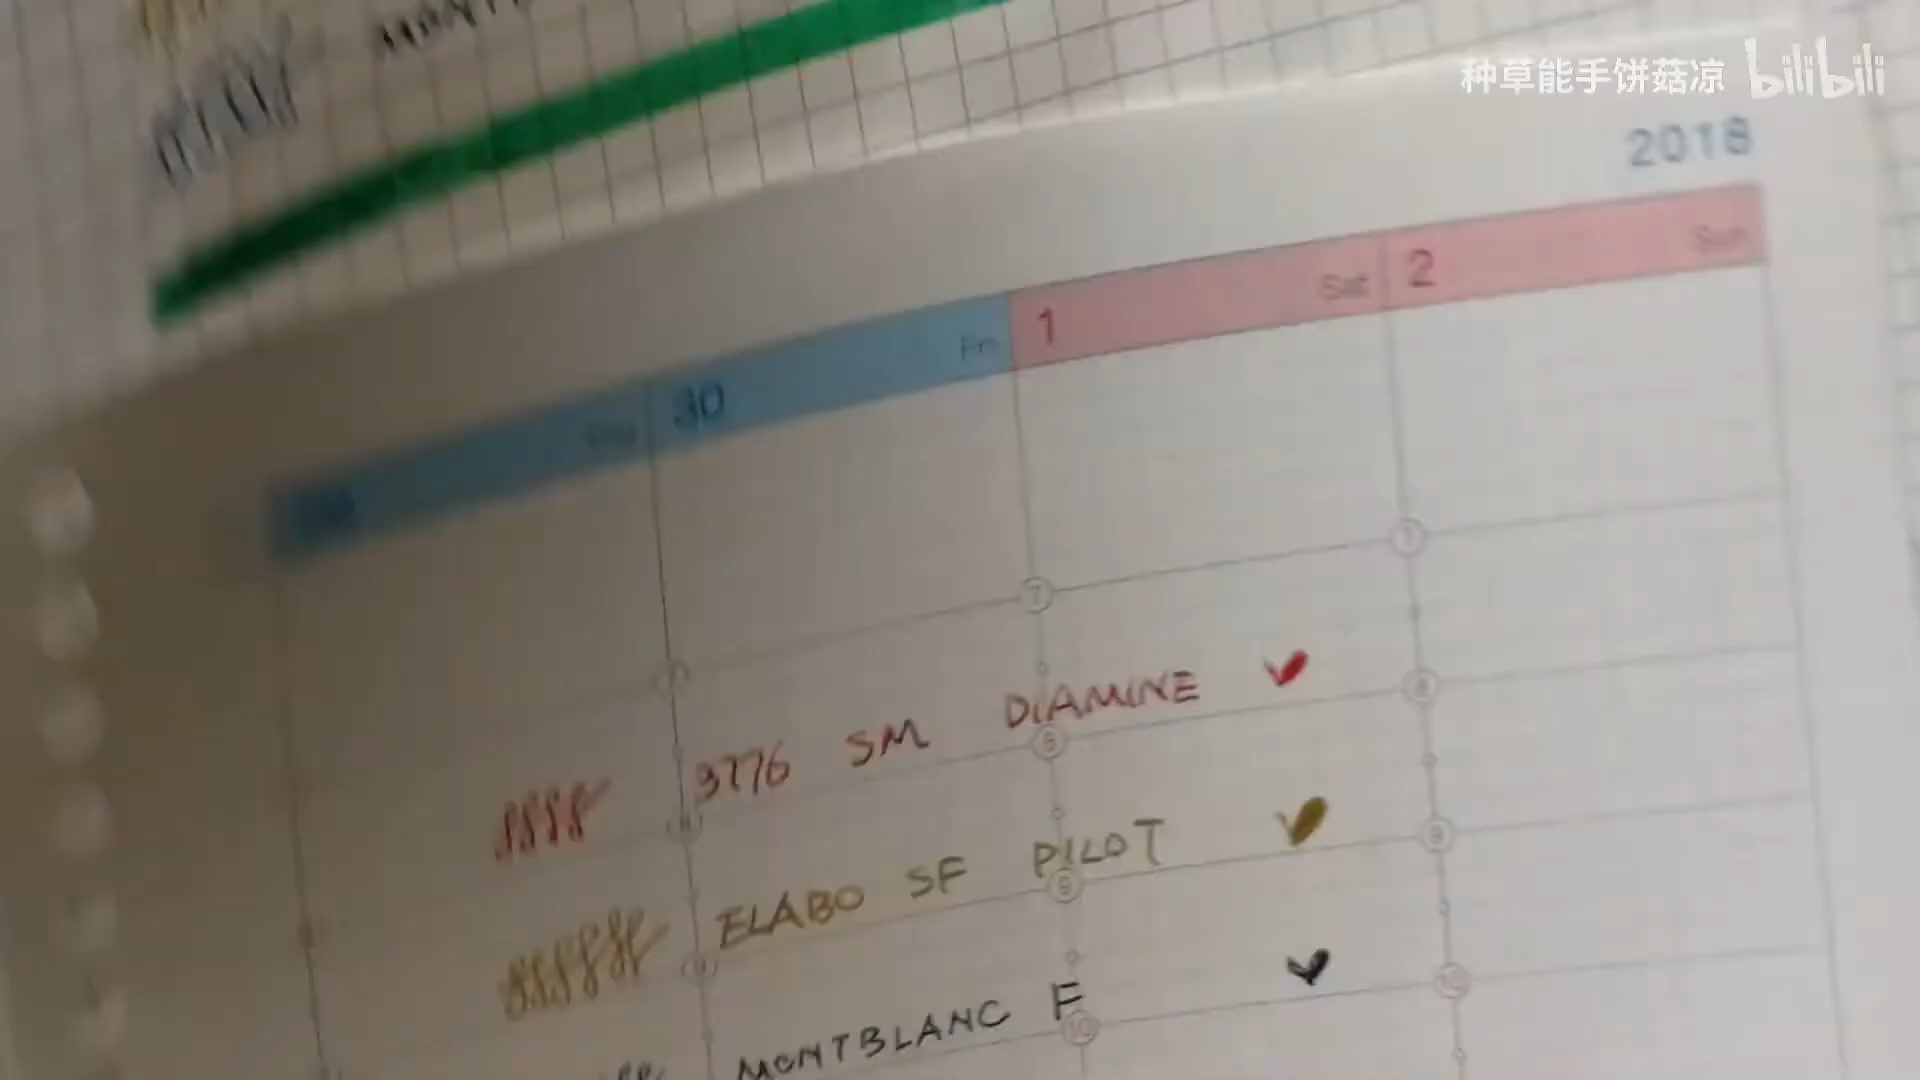 种草能手饼菇凉 bilibili
2018
30 Fri 1 Sat 2 Sun
3776 SM DIAMINE
ELABO SF PILOT
MONTBLANC F